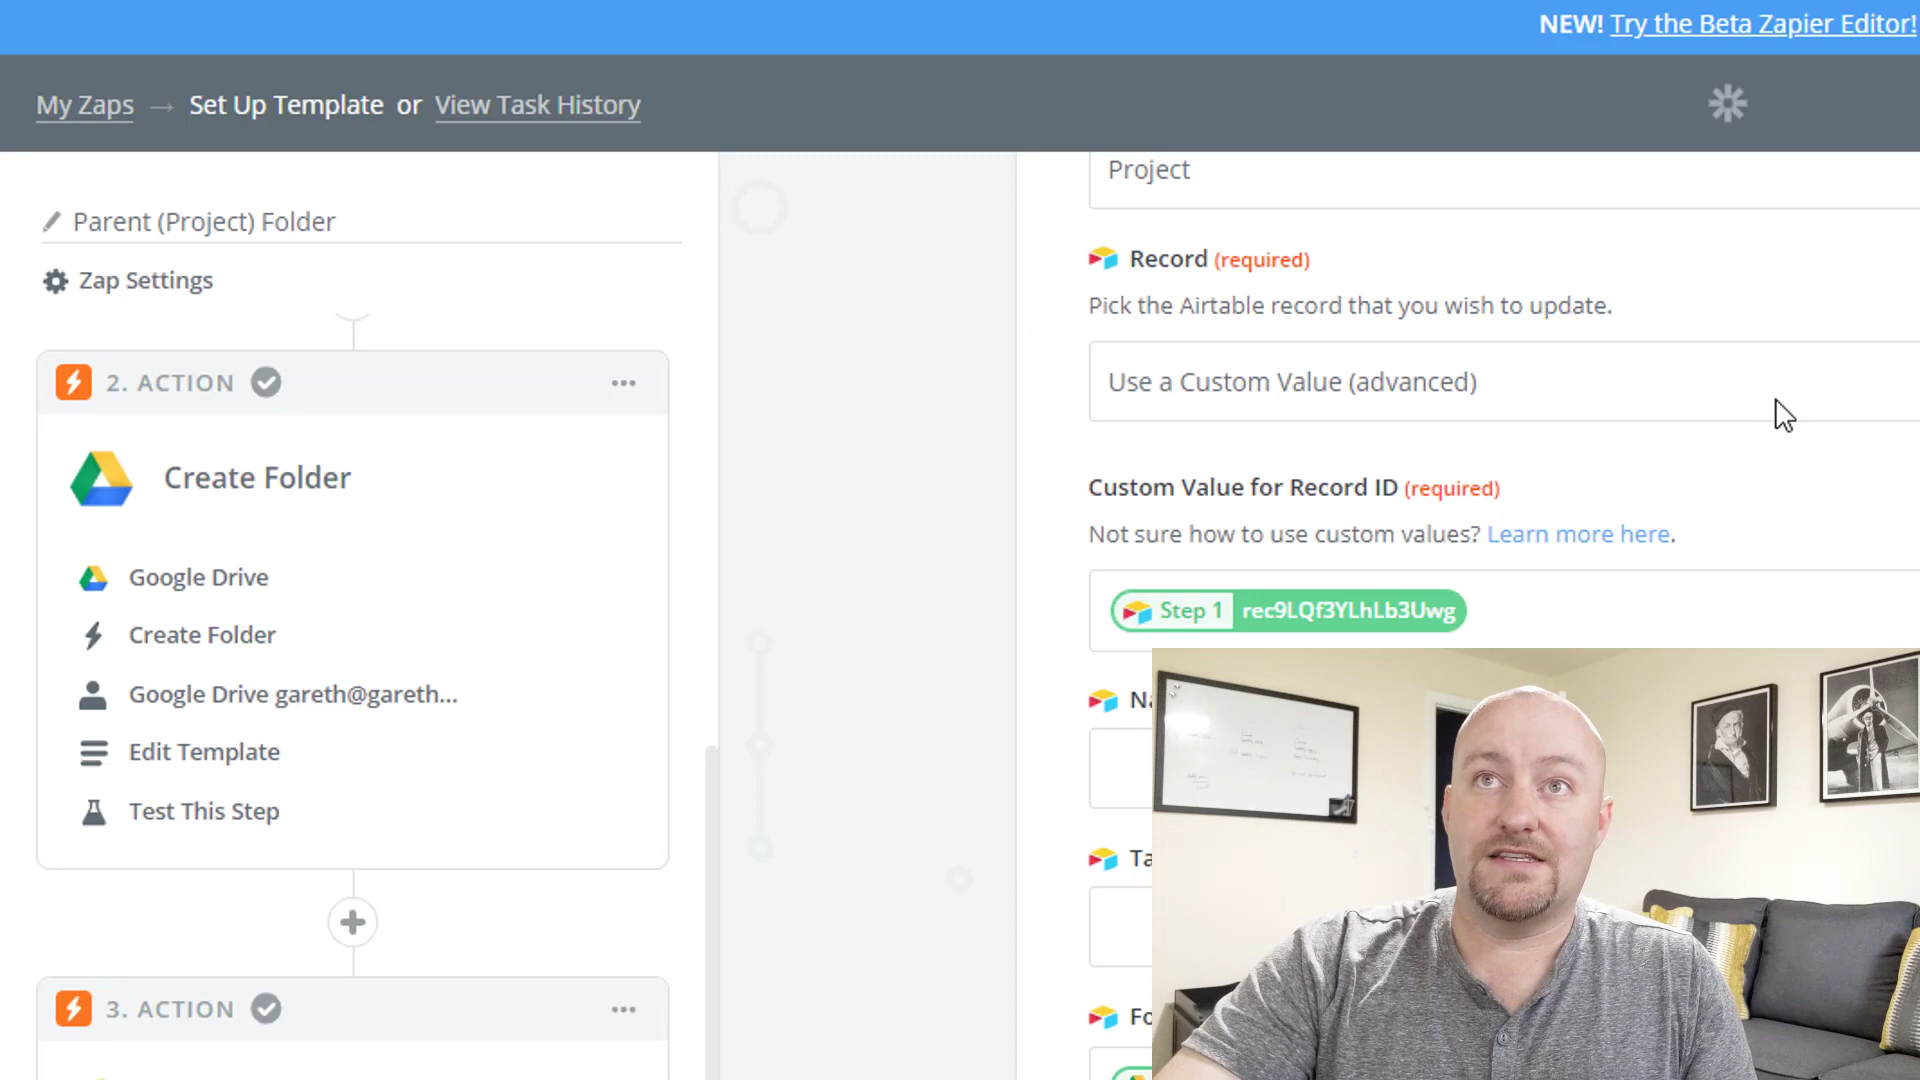 NEW! Try the Beta Zapier Editor!
My Zaps → Set Up Template or View Task History
Parent (Project) Folder
Zap Settings
2. ACTION
Create Folder
Google Drive
Create Folder
Google Drive gareth@gareth...
Edit Template
Test This Step
3. ACTION
Project
Record (required)
Pick the Airtable record that you wish to update.
Use a Custom Value (advanced)
Custom Value for Record ID (required)
Not sure how to use custom values? Learn more here.
Step 1 rec9LQf3YLhLb3Uwg
Na
Ta
Fo